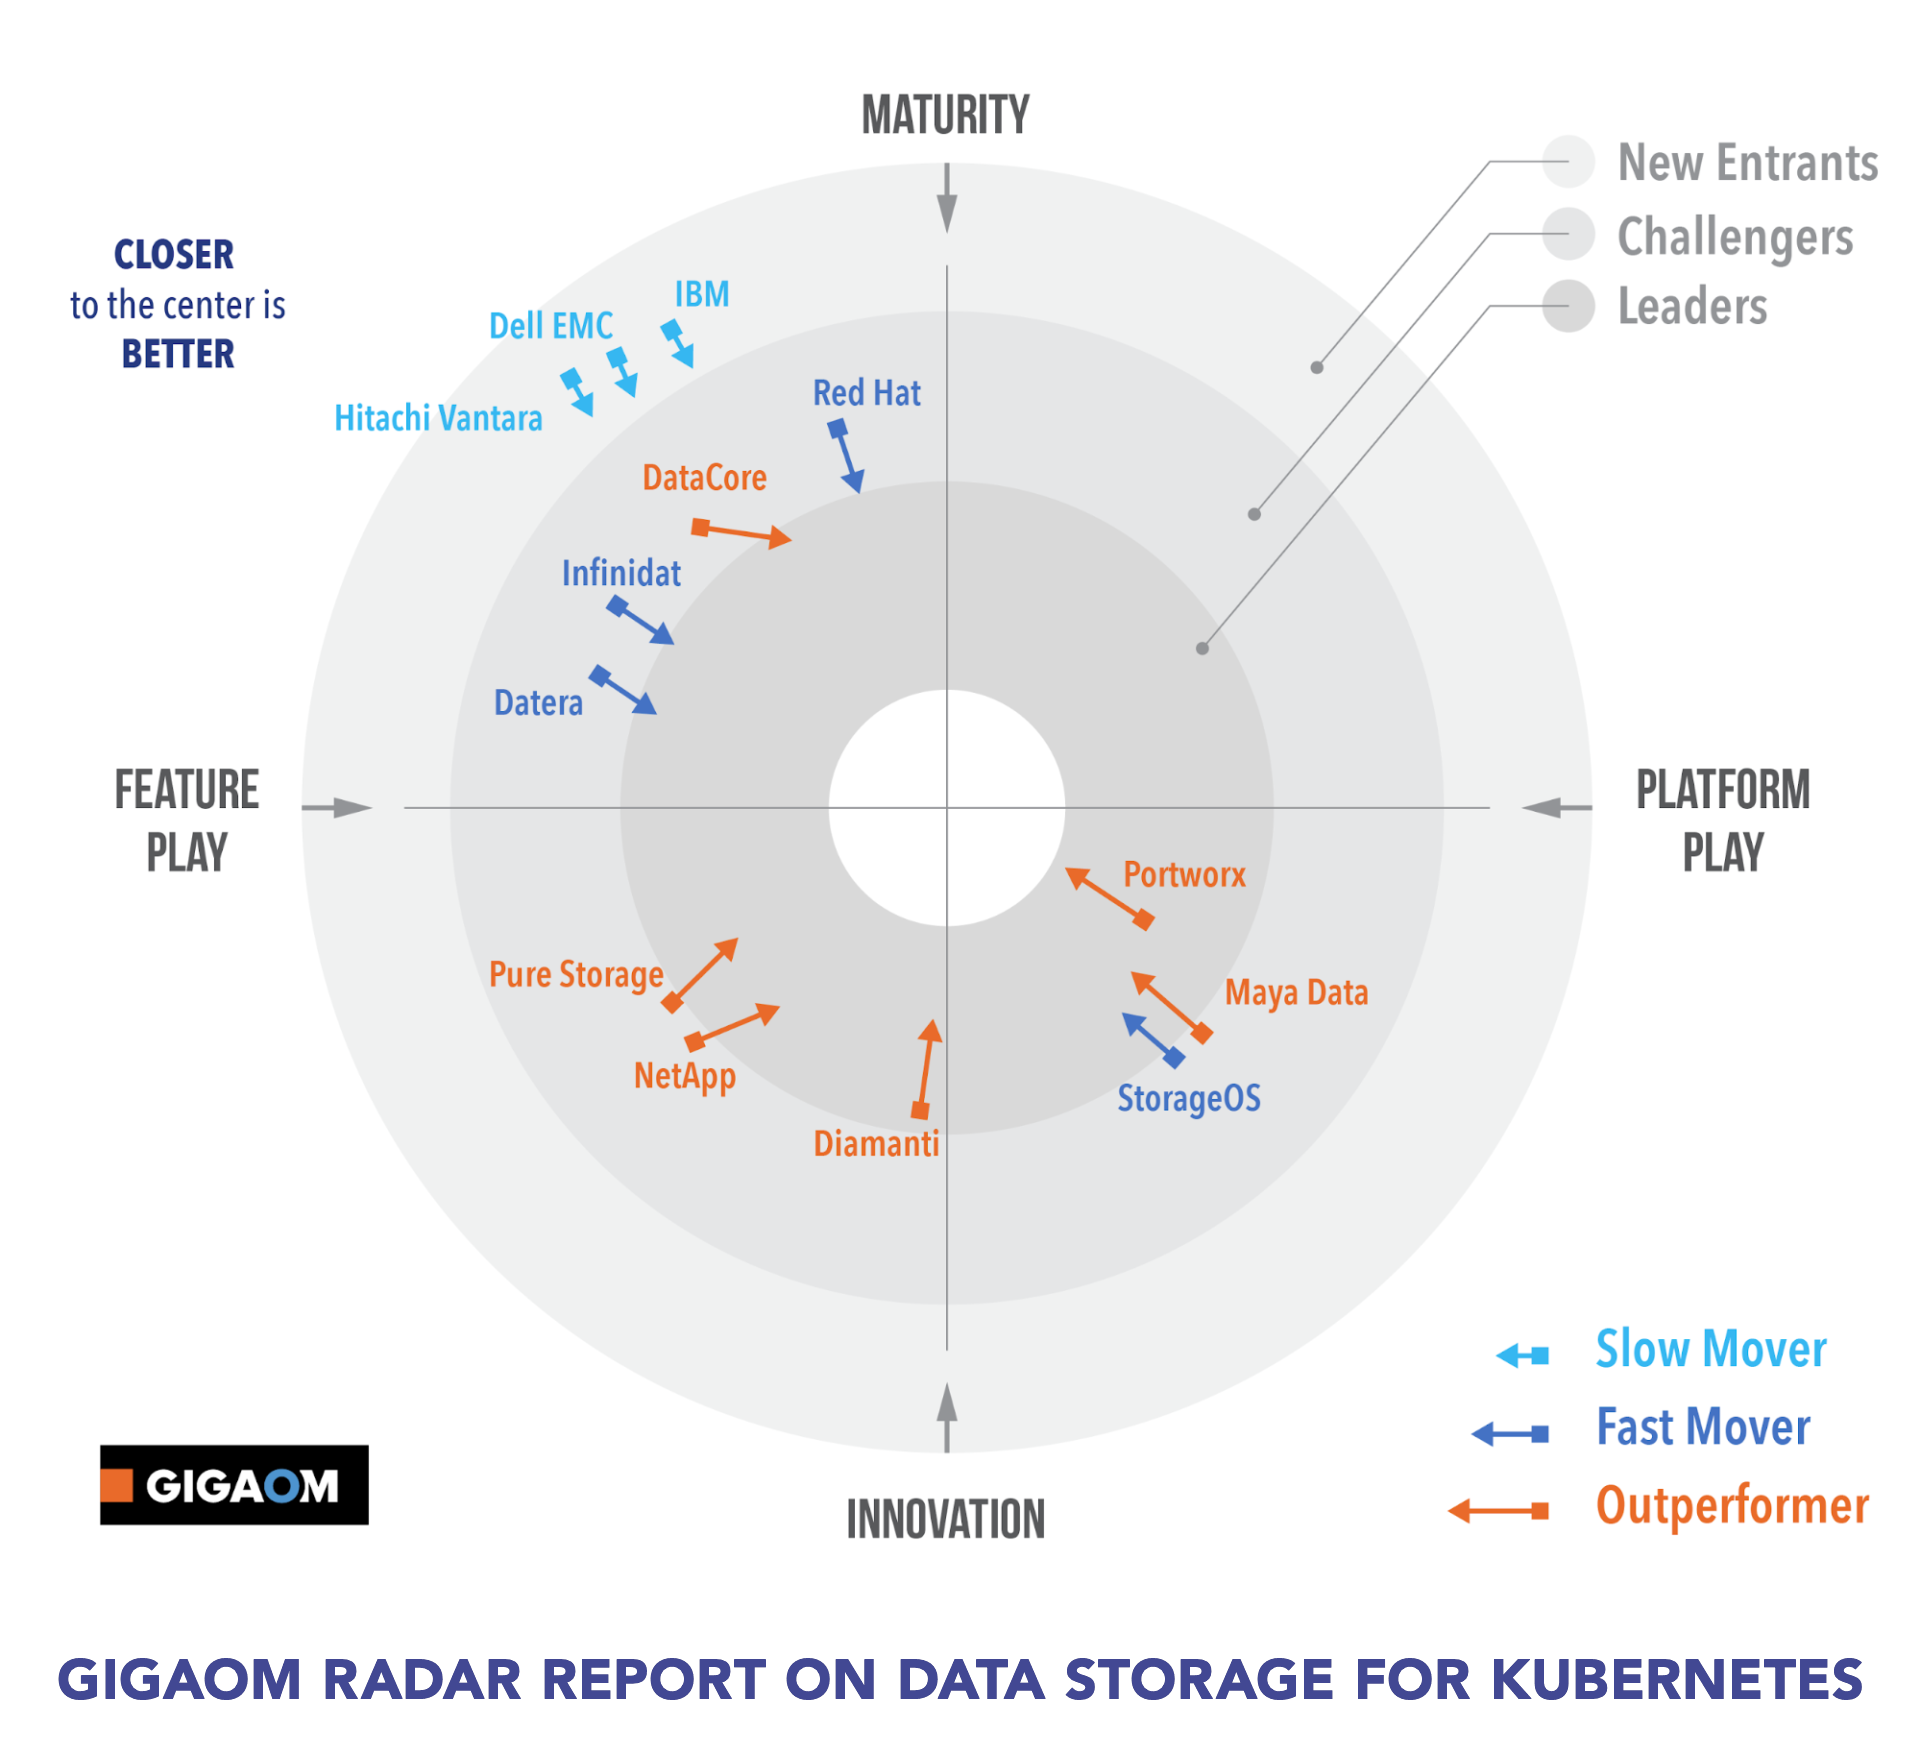 MATURITY
New Entrants
Challengers
Leaders
CLOSER
to the center is
BETTER
IBM
Dell EMC
Hitachi Vantara
Red Hat
DataCore
Infinidat
Datera
FEATURE
PLAY
PLATFORM
PLAY
Portworx
Pure Storage
Maya Data
NetApp
StorageOS
Diamanti
Slow Mover
Fast Mover
Outperformer
GIGAOM
INNOVATION
GIGAOM RADAR REPORT ON DATA STORAGE FOR KUBERNETES